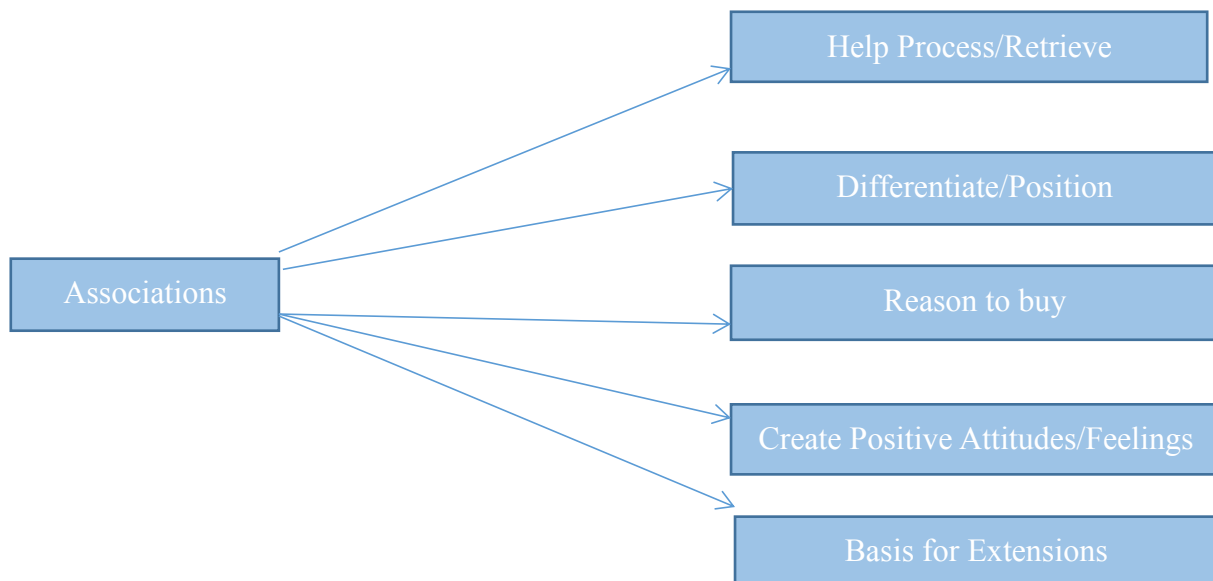 Help Process/Retrieve
Differentiate/Position
Associations
Reason to buy
Create Positive Attitudes/Feelings
Basis for Extensions